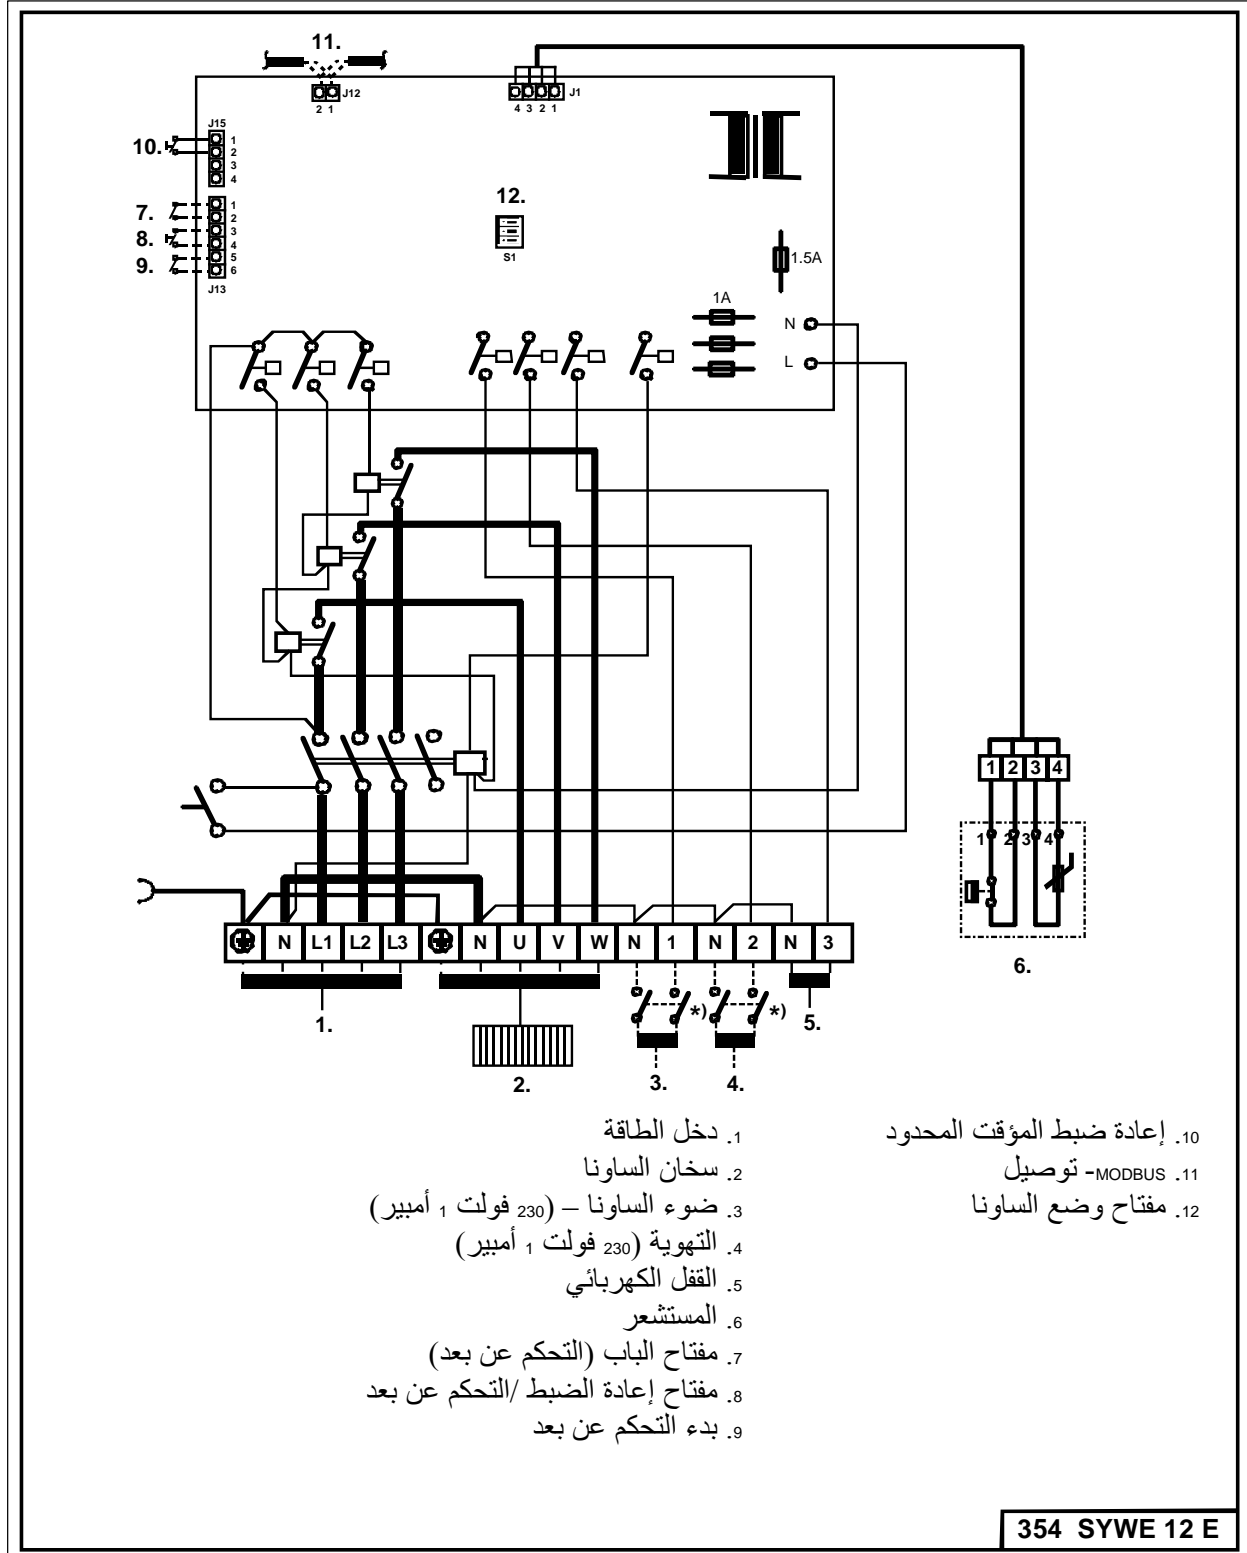 11.
J12
2 1
J1
4 3 2 1
J15
10.
1
2
3
4
12.
S1
7.
8.
9.
1
2
3
4
5
6
J13
1.5A
1A
N
L
1 2 3 4
1 2 3 4
6.
N L1 L2 L3 N U V W N 1 N 2 N 3
*) *)
1. 2. 3. 4. 5.
1. دخل الطاقة
2. سخان الساونا
3. ضوء الساونا – (230 فولت 1 أمبير)
4. التهوية (230 فولت 1 أمبير)
5. القفل الكهربائي
6. المستشعر
7. مفتاح الباب (التحكم عن بعد)
8. مفتاح إعادة الضبط /التحكم عن بعد
9. بدء التحكم عن بعد
10. إعادة ضبط المؤقت المحدود
11. MODBUS- توصيل
12. مفتاح وضع الساونا
354 SYWE 12 E